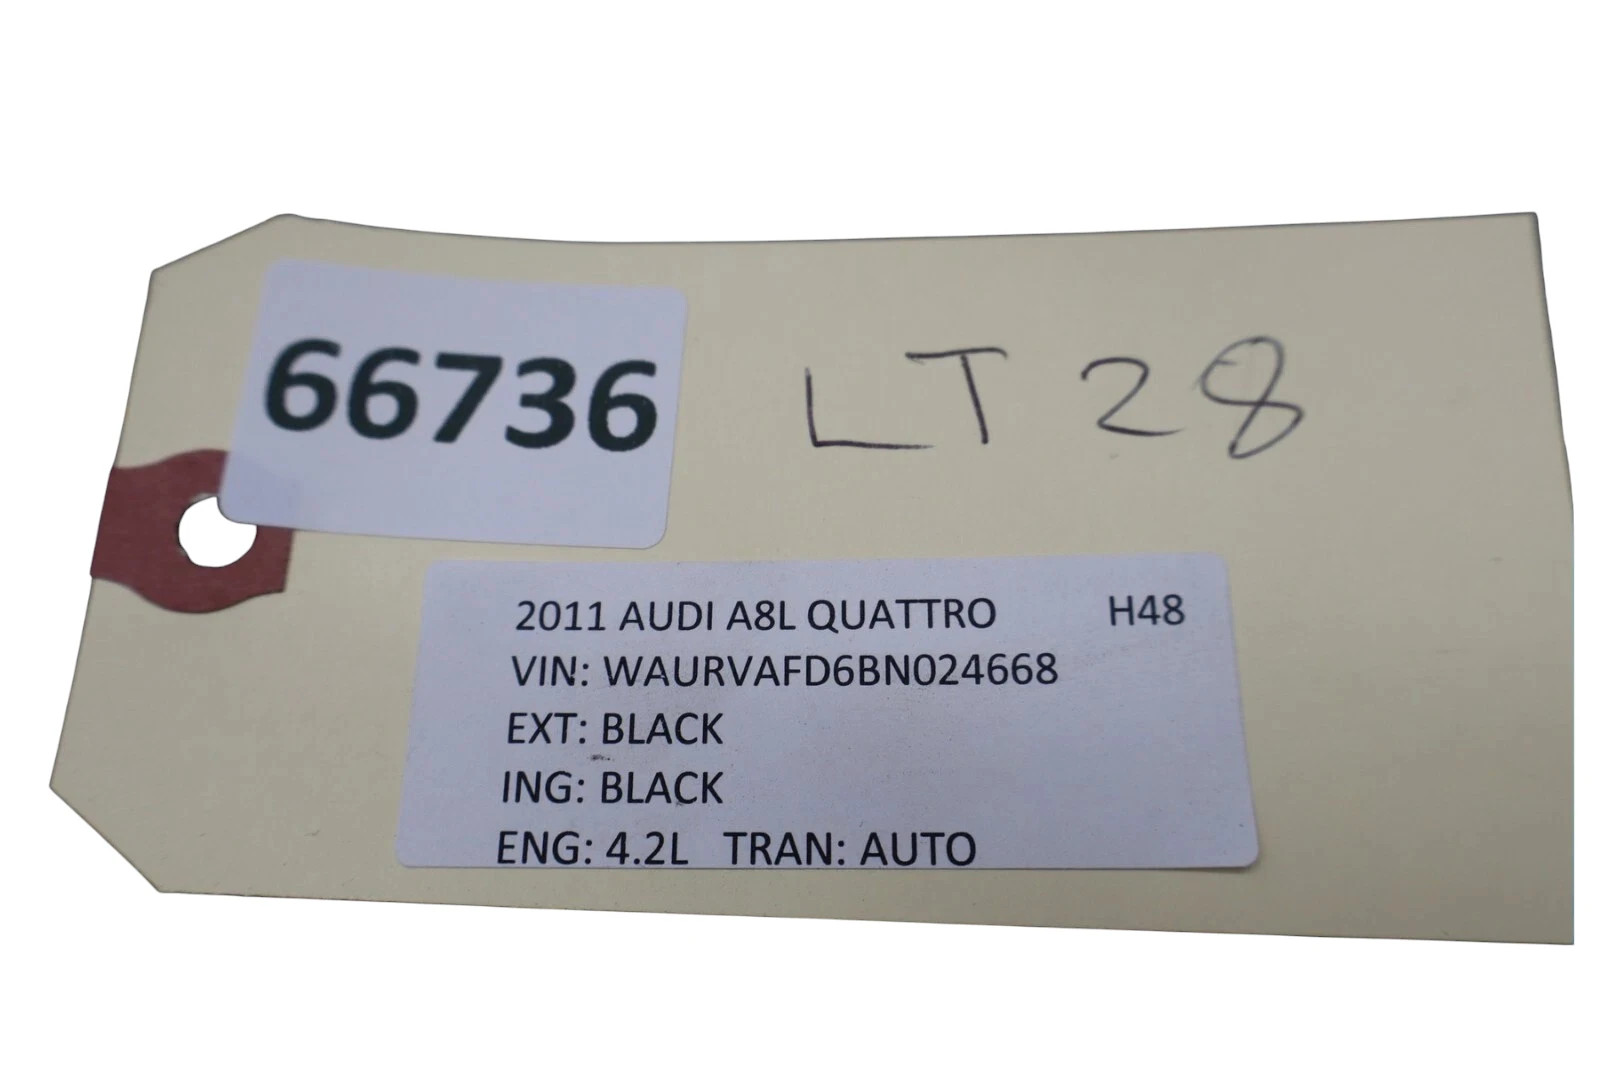 66736
LT 28
2011 AUDI A8L QUATTRO H48
VIN: WAURVAFD6BN024668
EXT: BLACK
ING: BLACK
ENG: 4.2L TRAN: AUTO